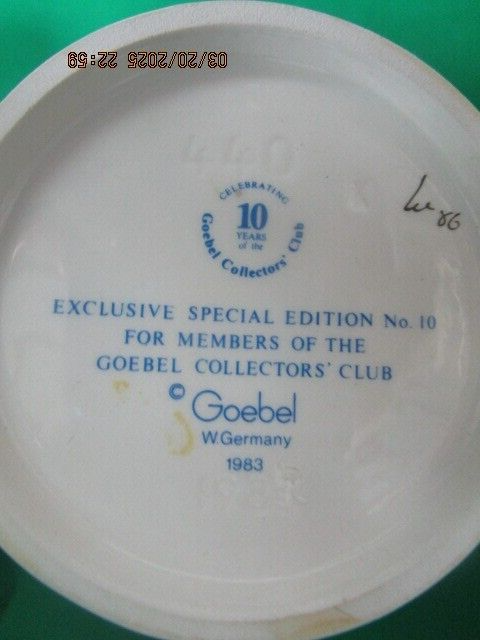 03/20/2025 22:59
CELEBRATING
10
YEARS
of the
Goebel Collectors' Club
86
EXCLUSIVE SPECIAL EDITION No. 10
FOR MEMBERS OF THE
GOEBEL COLLECTORS' CLUB
© Goebel
W.Germany
1983